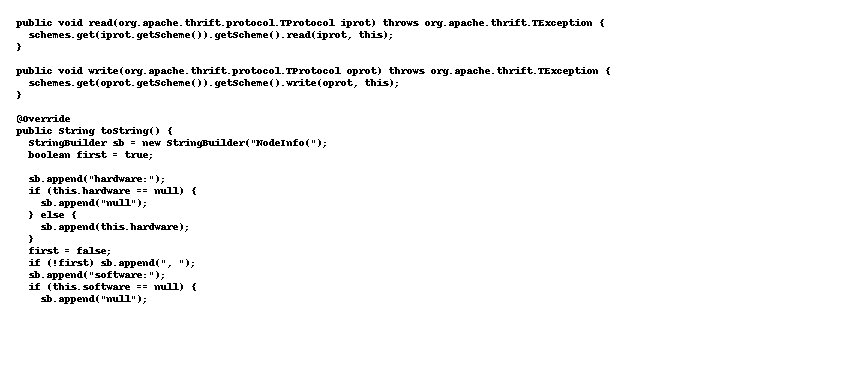 public void read(org.apache.thrift.protocol.TProtocol iprot) throws org.apache.thrift.TException {
  schemes.get(iprot.getScheme()).getScheme().read(iprot, this);
}

public void write(org.apache.thrift.protocol.TProtocol oprot) throws org.apache.thrift.TException {
  schemes.get(oprot.getScheme()).getScheme().write(oprot, this);
}

@Override
public String toString() {
  StringBuilder sb = new StringBuilder("NodeInfo(");
  boolean first = true;

  sb.append("hardware:");
  if (this.hardware == null) {
    sb.append("null");
  } else {
    sb.append(this.hardware);
  }
  first = false;
  if (!first) sb.append(", ");
  sb.append("software:");
  if (this.software == null) {
    sb.append("null");